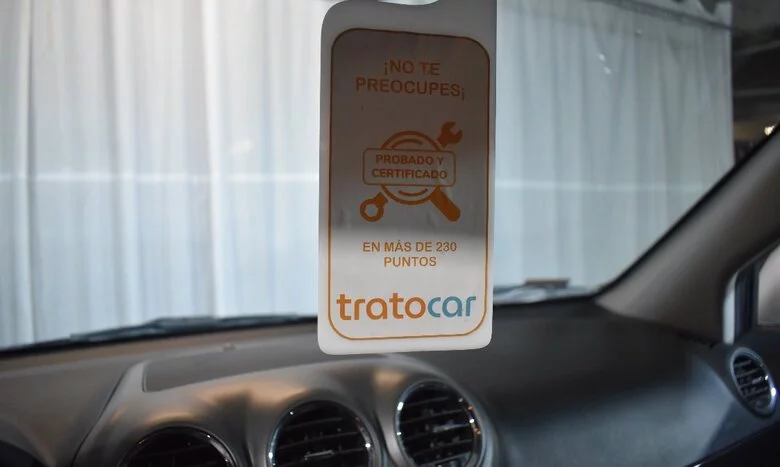 ¡NO TE
PREOCUPES¡
PROBADO Y
CERTIFICADO
EN MÁS DE 230
PUNTOS
tratocar